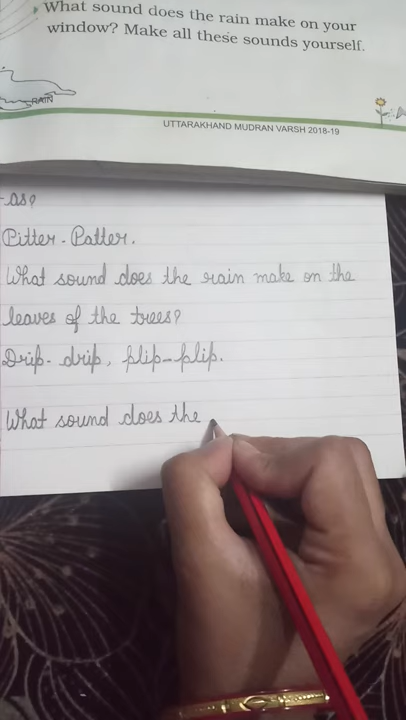 What sound does the rain make on your
window? Make all these sounds yourself.
RAIN
UTTARAKHAND MUDRAN VARSH 2018-19
Pitter-Patter.
What sound does the rain make on the
leaves of the trees?
Drip-drip, flip-flip.
What sound does the